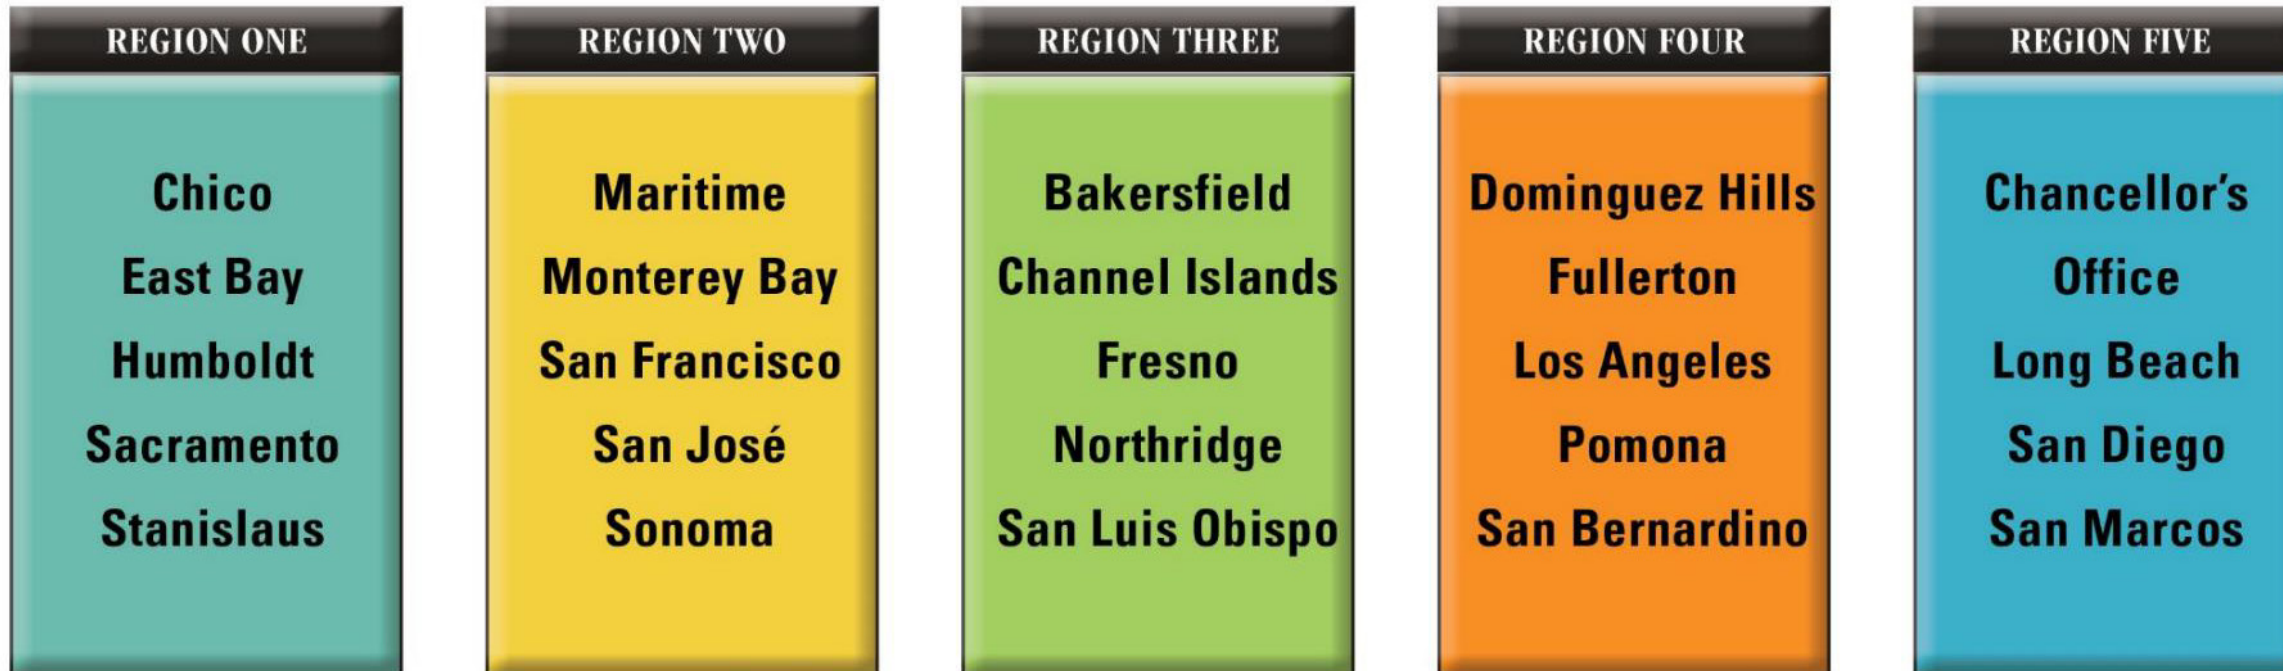 REGION ONE
Chico
East Bay
Humboldt
Sacramento
Stanislaus
REGION TWO
Maritime
Monterey Bay
San Francisco
San José
Sonoma
REGION THREE
Bakersfield
Channel Islands
Fresno
Northridge
San Luis Obispo
REGION FOUR
Dominguez Hills
Fullerton
Los Angeles
Pomona
San Bernardino
REGION FIVE
Chancellor’s
Office
Long Beach
San Diego
San Marcos